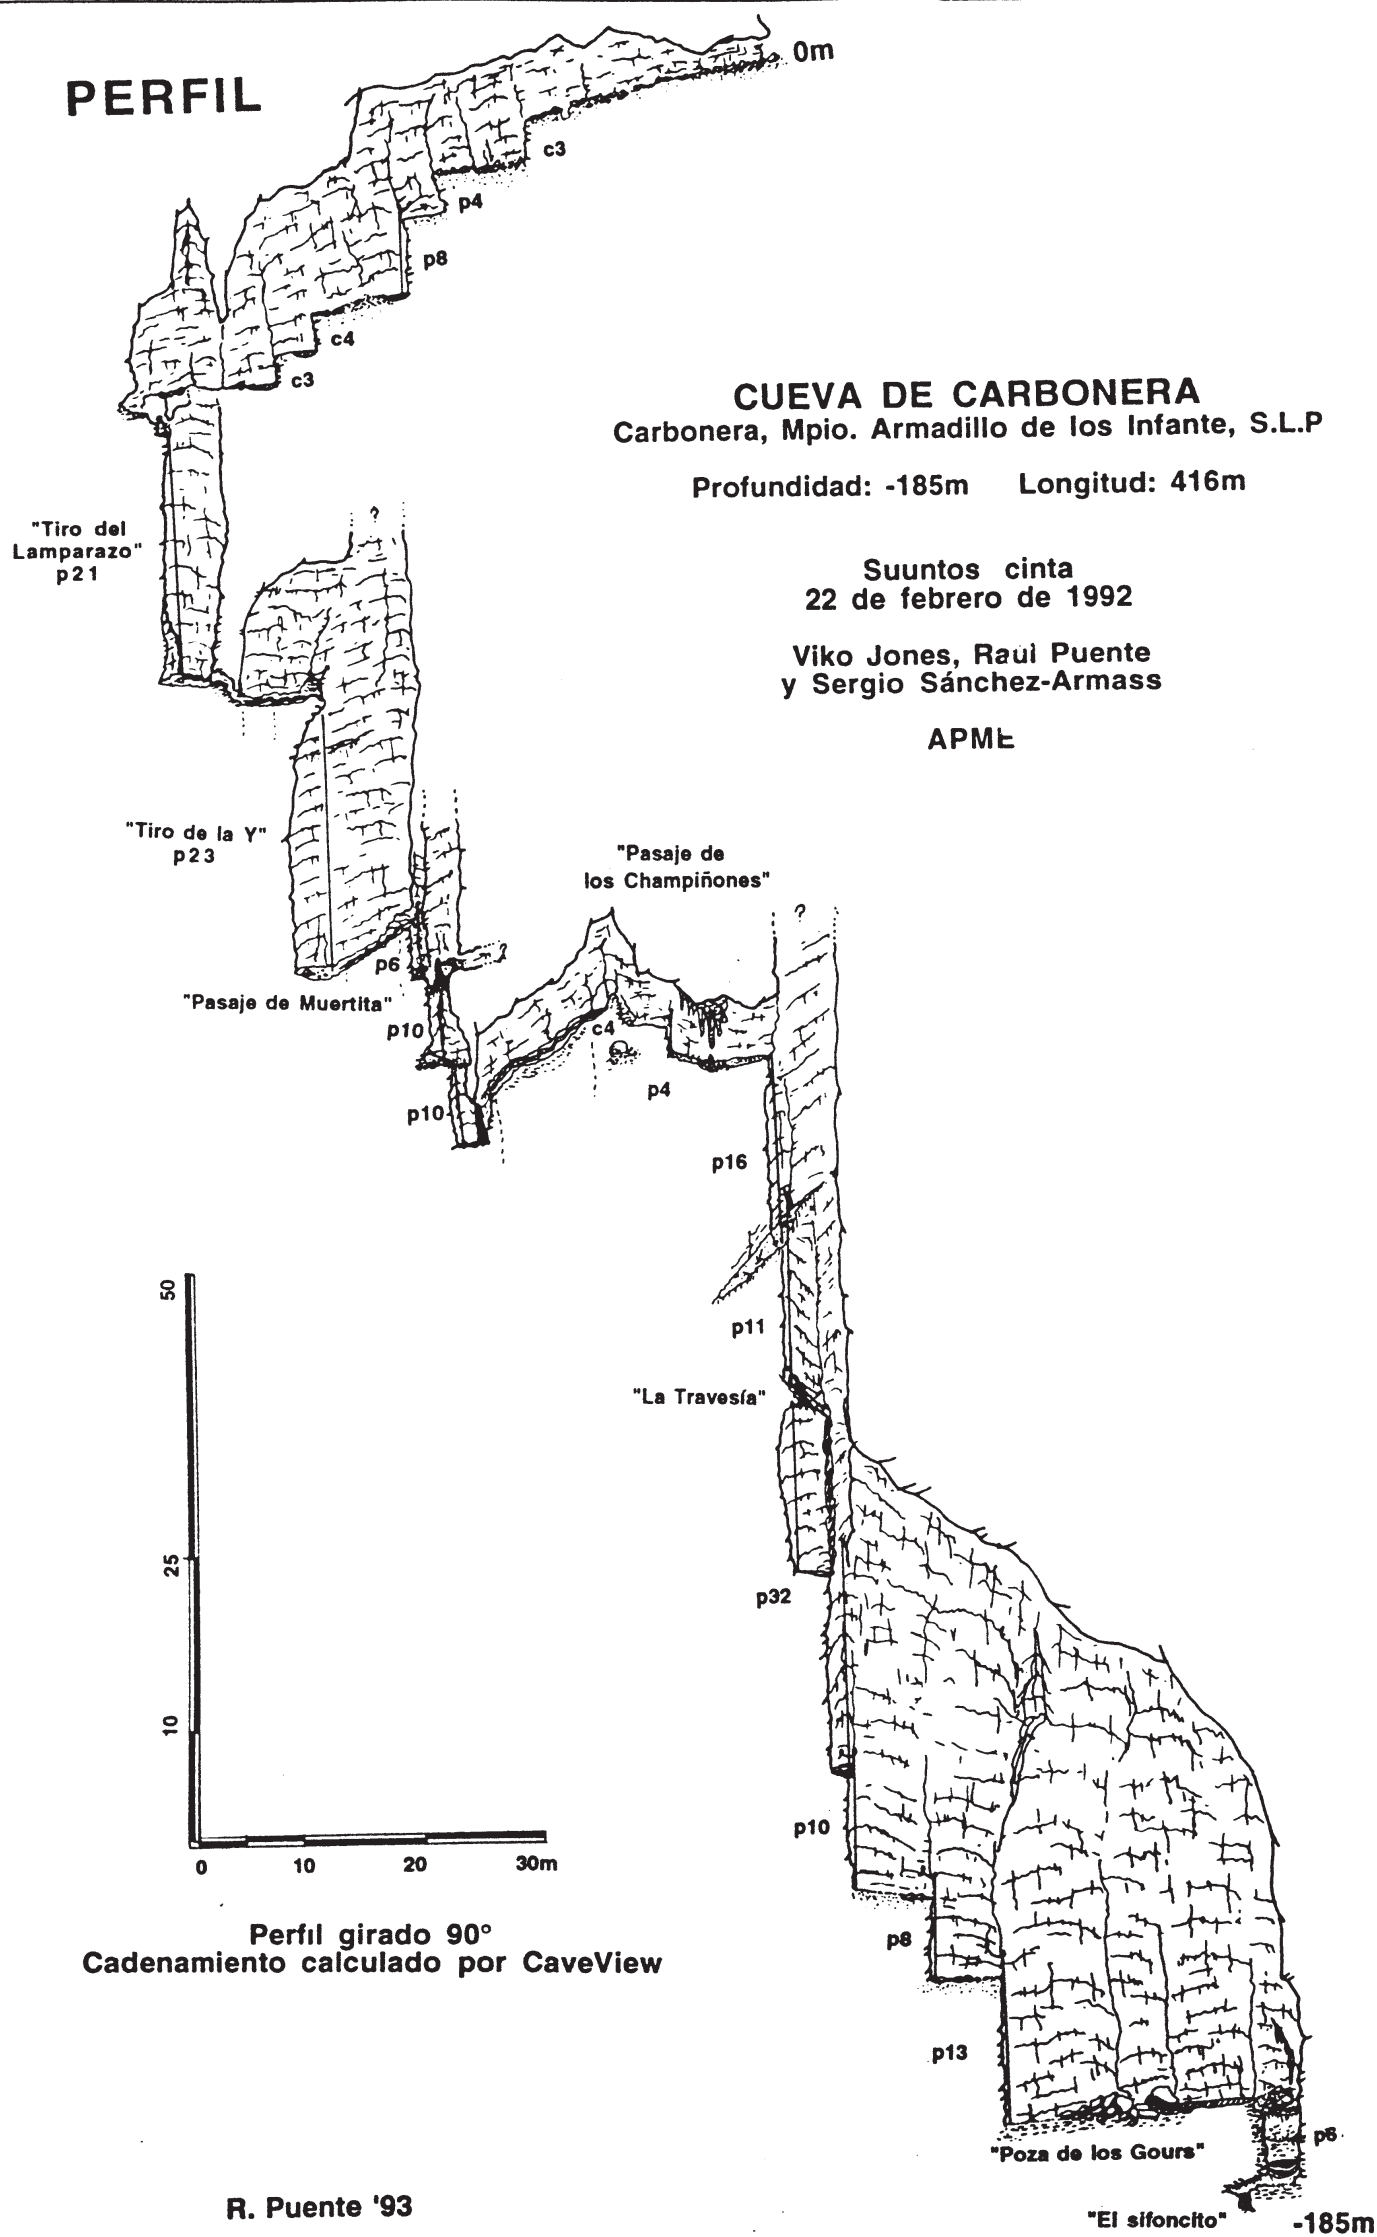 PERFIL
0m
c3
p4
p8
c4
c3
CUEVA DE CARBONERA
Carbonera, Mpio. Armadillo de los Infante, S.L.P
Profundidad: -185m Longitud: 416m
"Tiro del
Lamparazo"
p21
?
Suuntos cinta
22 de febrero de 1992
Viko Jones, Raúl Puente
y Sergio Sánchez-Armass
APME
"Tiro de la Y"
p23
"Pasaje de
los Champiñones"
?
p6
?
"Pasaje de Muertita"
p10
c4
p4
p10
p16
50
p11
"La Travesía"
25
p32
10
p10
0 10 20 30m
Perfil girado 90°
Cadenamiento calculado por CaveView
p8
p13
p6
"Poza de los Gours"
R. Puente '93
"El sifoncito"
-185m